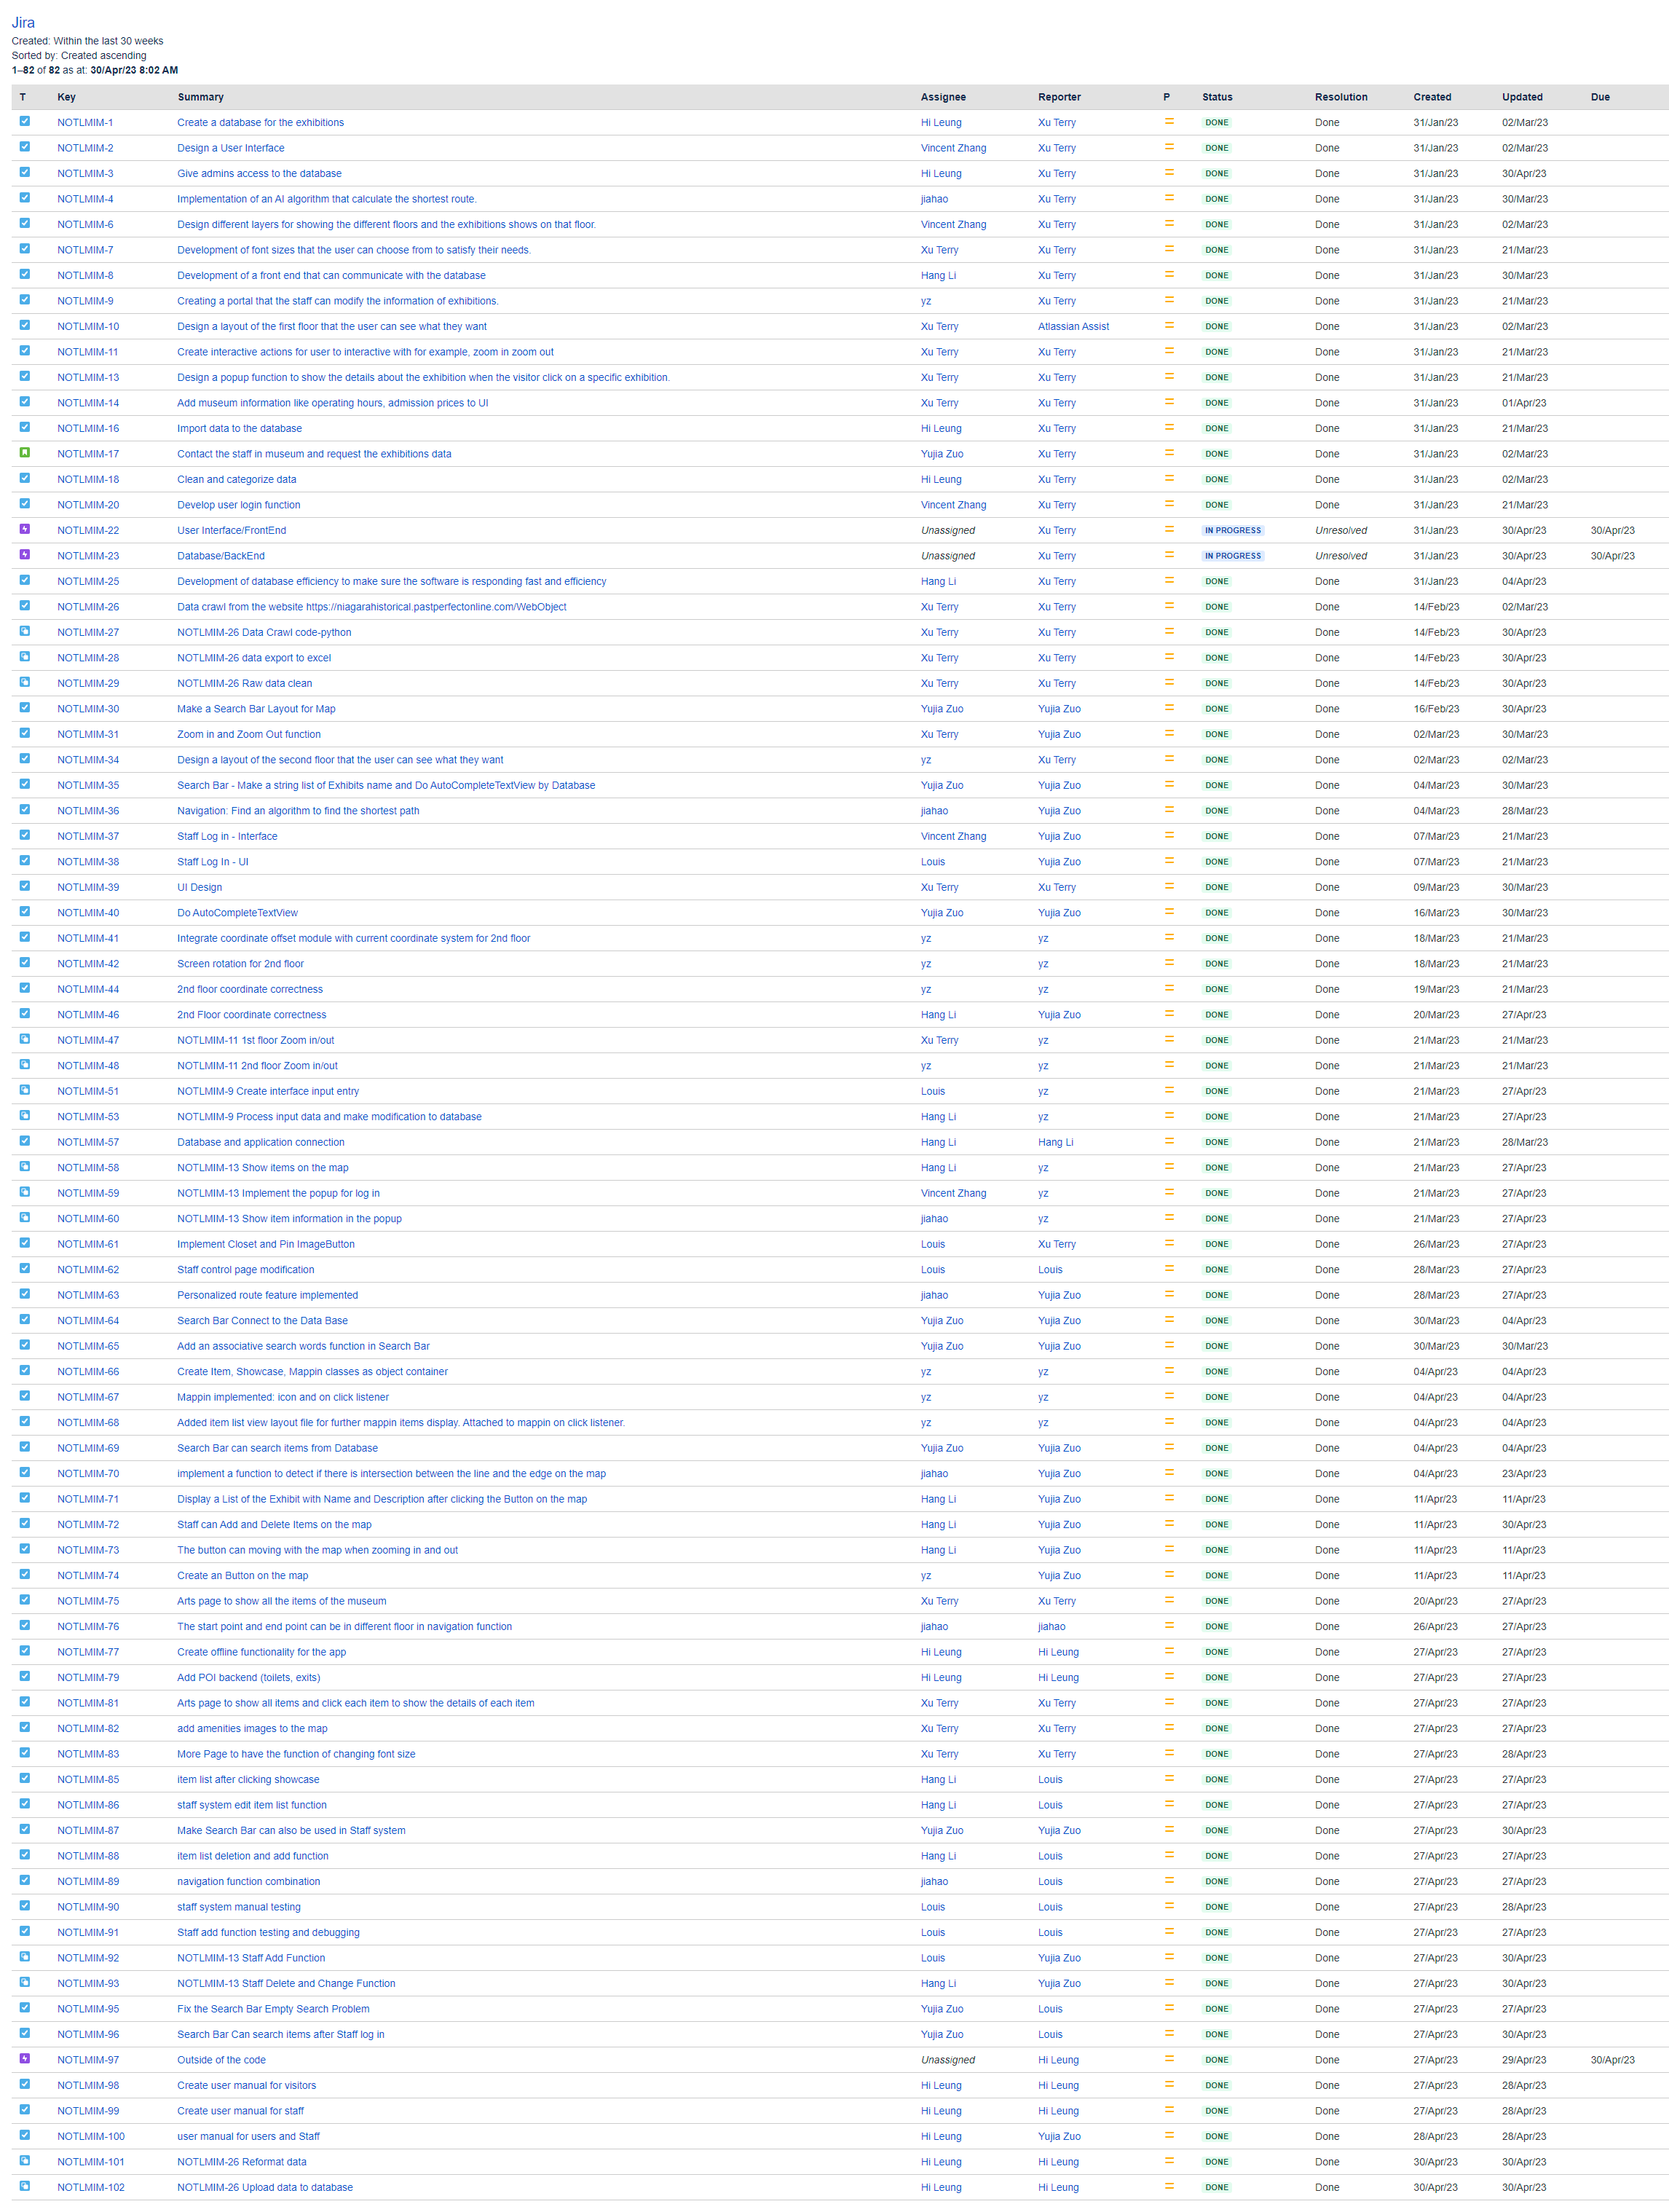 Jira
Created: Within the last 30 weeks
Sorted by: Created ascending
1–82 of 82 as at: 30/Apr/23 8:02 AM
T Key Summary Assignee Reporter P Status Resolution Created Updated Due
NOTLMIM-1 Create a database for the exhibitions Hi Leung Xu Terry DONE Done 31/Jan/23 02/Mar/23
NOTLMIM-2 Design a User Interface Vincent Zhang Xu Terry DONE Done 31/Jan/23 02/Mar/23
NOTLMIM-3 Give admins access to the database Hi Leung Xu Terry DONE Done 31/Jan/23 30/Apr/23
NOTLMIM-4 Implementation of an AI algorithm that calculate the shortest route. jiahao Xu Terry DONE Done 31/Jan/23 30/Mar/23
NOTLMIM-6 Design different layers for showing the different floors and the exhibitions shows on that floor. Vincent Zhang Xu Terry DONE Done 31/Jan/23 02/Mar/23
NOTLMIM-7 Development of font sizes that the user can choose from to satisfy their needs. Xu Terry Xu Terry DONE Done 31/Jan/23 21/Mar/23
NOTLMIM-8 Development of a front end that can communicate with the database Hang Li Xu Terry DONE Done 31/Jan/23 30/Mar/23
NOTLMIM-9 Creating a portal that the staff can modify the information of exhibitions. yz Xu Terry DONE Done 31/Jan/23 21/Mar/23
NOTLMIM-10 Design a layout of the first floor that the user can see what they want Xu Terry Atlassian Assist DONE Done 31/Jan/23 02/Mar/23
NOTLMIM-11 Create interactive actions for user to interactive with for example, zoom in zoom out Xu Terry Xu Terry DONE Done 31/Jan/23 21/Mar/23
NOTLMIM-13 Design a popup function to show the details about the exhibition when the visitor click on a specific exhibition. Xu Terry Xu Terry DONE Done 31/Jan/23 21/Mar/23
NOTLMIM-14 Add museum information like operating hours, admission prices to UI Xu Terry Xu Terry DONE Done 31/Jan/23 01/Apr/23
NOTLMIM-16 Import data to the database Hi Leung Xu Terry DONE Done 31/Jan/23 21/Mar/23
NOTLMIM-17 Contact the staff in museum and request the exhibitions data Yujia Zuo Xu Terry DONE Done 31/Jan/23 02/Mar/23
NOTLMIM-18 Clean and categorize data Hi Leung Xu Terry DONE Done 31/Jan/23 02/Mar/23
NOTLMIM-20 Develop user login function Vincent Zhang Xu Terry DONE Done 31/Jan/23 21/Mar/23
NOTLMIM-22 User Interface/FrontEnd Unassigned Xu Terry IN PROGRESS Unresolved 31/Jan/23 30/Apr/23 30/Apr/23
NOTLMIM-23 Database/BackEnd Unassigned Xu Terry IN PROGRESS Unresolved 31/Jan/23 30/Apr/23 30/Apr/23
NOTLMIM-25 Development of database efficiency to make sure the software is responding fast and efficiency Hang Li Xu Terry DONE Done 31/Jan/23 04/Apr/23
NOTLMIM-26 Data crawl from the website https://niagarahistorical.pastperfectonline.com/WebObject Xu Terry Xu Terry DONE Done 14/Feb/23 02/Mar/23
NOTLMIM-27 NOTLMIM-26 Data Crawl code-python Xu Terry Xu Terry DONE Done 14/Feb/23 30/Apr/23
NOTLMIM-28 NOTLMIM-26 data export to excel Xu Terry Xu Terry DONE Done 14/Feb/23 30/Apr/23
NOTLMIM-29 NOTLMIM-26 Raw data clean Xu Terry Xu Terry DONE Done 14/Feb/23 30/Apr/23
NOTLMIM-30 Make a Search Bar Layout for Map Yujia Zuo Yujia Zuo DONE Done 16/Feb/23 30/Apr/23
NOTLMIM-31 Zoom in and Zoom Out function Xu Terry Yujia Zuo DONE Done 02/Mar/23 30/Mar/23
NOTLMIM-34 Design a layout of the second floor that the user can see what they want yz Xu Terry DONE Done 02/Mar/23 02/Mar/23
NOTLMIM-35 Search Bar - Make a string list of Exhibits name and Do AutoCompleteTextView by Database Yujia Zuo Yujia Zuo DONE Done 04/Mar/23 30/Mar/23
NOTLMIM-36 Navigation: Find an algorithm to find the shortest path jiahao Yujia Zuo DONE Done 04/Mar/23 28/Mar/23
NOTLMIM-37 Staff Log in - Interface Vincent Zhang Yujia Zuo DONE Done 07/Mar/23 21/Mar/23
NOTLMIM-38 Staff Log In - UI Louis Yujia Zuo DONE Done 07/Mar/23 21/Mar/23
NOTLMIM-39 UI Design Xu Terry Xu Terry DONE Done 09/Mar/23 30/Mar/23
NOTLMIM-40 Do AutoCompleteTextView Yujia Zuo Yujia Zuo DONE Done 16/Mar/23 30/Mar/23
NOTLMIM-41 Integrate coordinate offset module with current coordinate system for 2nd floor yz yz DONE Done 18/Mar/23 21/Mar/23
NOTLMIM-42 Screen rotation for 2nd floor yz yz DONE Done 18/Mar/23 21/Mar/23
NOTLMIM-44 2nd floor coordinate correctness yz yz DONE Done 19/Mar/23 21/Mar/23
NOTLMIM-46 2nd Floor coordinate correctness Hang Li Yujia Zuo DONE Done 20/Mar/23 27/Apr/23
NOTLMIM-47 NOTLMIM-11 1st floor Zoom in/out Xu Terry yz DONE Done 21/Mar/23 21/Mar/23
NOTLMIM-48 NOTLMIM-11 2nd floor Zoom in/out yz yz DONE Done 21/Mar/23 21/Mar/23
NOTLMIM-51 NOTLMIM-9 Create interface input entry Louis yz DONE Done 21/Mar/23 27/Apr/23
NOTLMIM-53 NOTLMIM-9 Process input data and make modification to database Hang Li yz DONE Done 21/Mar/23 27/Apr/23
NOTLMIM-57 Database and application connection Hang Li Hang Li DONE Done 21/Mar/23 28/Mar/23
NOTLMIM-58 NOTLMIM-13 Show items on the map Hang Li yz DONE Done 21/Mar/23 27/Apr/23
NOTLMIM-59 NOTLMIM-13 Implement the popup for log in Vincent Zhang yz DONE Done 21/Mar/23 27/Apr/23
NOTLMIM-60 NOTLMIM-13 Show item information in the popup jiahao yz DONE Done 21/Mar/23 27/Apr/23
NOTLMIM-61 Implement Closet and Pin ImageButton Louis Xu Terry DONE Done 26/Mar/23 27/Apr/23
NOTLMIM-62 Staff control page modification Louis Louis DONE Done 28/Mar/23 27/Apr/23
NOTLMIM-63 Personalized route feature implemented jiahao Yujia Zuo DONE Done 28/Mar/23 27/Apr/23
NOTLMIM-64 Search Bar Connect to the Data Base Yujia Zuo Yujia Zuo DONE Done 30/Mar/23 04/Apr/23
NOTLMIM-65 Add an associative search words function in Search Bar Yujia Zuo Yujia Zuo DONE Done 30/Mar/23 30/Mar/23
NOTLMIM-66 Create Item, Showcase, Mappin classes as object container yz yz DONE Done 04/Apr/23 04/Apr/23
NOTLMIM-67 Mappin implemented: icon and on click listener yz yz DONE Done 04/Apr/23 04/Apr/23
NOTLMIM-68 Added item list view layout file for further mappin items display. Attached to mappin on click listener. yz yz DONE Done 04/Apr/23 04/Apr/23
NOTLMIM-69 Search Bar can search items from Database Yujia Zuo Yujia Zuo DONE Done 04/Apr/23 04/Apr/23
NOTLMIM-70 implement a function to detect if there is intersection between the line and the edge on the map jiahao Yujia Zuo DONE Done 04/Apr/23 23/Apr/23
NOTLMIM-71 Display a List of the Exhibit with Name and Description after clicking the Button on the map Hang Li Yujia Zuo DONE Done 11/Apr/23 11/Apr/23
NOTLMIM-72 Staff can Add and Delete Items on the map Hang Li Yujia Zuo DONE Done 11/Apr/23 30/Apr/23
NOTLMIM-73 The button can moving with the map when zooming in and out Hang Li Yujia Zuo DONE Done 11/Apr/23 11/Apr/23
NOTLMIM-74 Create an Button on the map yz Yujia Zuo DONE Done 11/Apr/23 11/Apr/23
NOTLMIM-75 Arts page to show all the items of the museum Xu Terry Xu Terry DONE Done 20/Apr/23 27/Apr/23
NOTLMIM-76 The start point and end point can be in different floor in navigation function jiahao jiahao DONE Done 26/Apr/23 27/Apr/23
NOTLMIM-77 Create offline functionality for the app Hi Leung Hi Leung DONE Done 27/Apr/23 27/Apr/23
NOTLMIM-79 Add POI backend (toilets, exits) Hi Leung Hi Leung DONE Done 27/Apr/23 27/Apr/23
NOTLMIM-81 Arts page to show all items and click each item to show the details of each item Xu Terry Xu Terry DONE Done 27/Apr/23 27/Apr/23
NOTLMIM-82 add amenities images to the map Xu Terry Xu Terry DONE Done 27/Apr/23 27/Apr/23
NOTLMIM-83 More Page to have the function of changing font size Xu Terry Xu Terry DONE Done 27/Apr/23 28/Apr/23
NOTLMIM-85 item list after clicking showcase Hang Li Louis DONE Done 27/Apr/23 27/Apr/23
NOTLMIM-86 staff system edit item list function Hang Li Louis DONE Done 27/Apr/23 27/Apr/23
NOTLMIM-87 Make Search Bar can also be used in Staff system Yujia Zuo Yujia Zuo DONE Done 27/Apr/23 30/Apr/23
NOTLMIM-88 item list deletion and add function Hang Li Louis DONE Done 27/Apr/23 27/Apr/23
NOTLMIM-89 navigation function combination jiahao Louis DONE Done 27/Apr/23 27/Apr/23
NOTLMIM-90 staff system manual testing Louis Louis DONE Done 27/Apr/23 28/Apr/23
NOTLMIM-91 Staff add function testing and debugging Louis Louis DONE Done 27/Apr/23 27/Apr/23
NOTLMIM-92 NOTLMIM-13 Staff Add Function Louis Yujia Zuo DONE Done 27/Apr/23 30/Apr/23
NOTLMIM-93 NOTLMIM-13 Staff Delete and Change Function Hang Li Yujia Zuo DONE Done 27/Apr/23 30/Apr/23
NOTLMIM-95 Fix the Search Bar Empty Search Problem Yujia Zuo Louis DONE Done 27/Apr/23 27/Apr/23
NOTLMIM-96 Search Bar Can search items after Staff log in Yujia Zuo Louis DONE Done 27/Apr/23 30/Apr/23
NOTLMIM-97 Outside of the code Unassigned Hi Leung DONE Done 27/Apr/23 29/Apr/23 30/Apr/23
NOTLMIM-98 Create user manual for visitors Hi Leung Hi Leung DONE Done 27/Apr/23 28/Apr/23
NOTLMIM-99 Create user manual for staff Hi Leung Hi Leung DONE Done 27/Apr/23 28/Apr/23
NOTLMIM-100 user manual for users and Staff Hi Leung Yujia Zuo DONE Done 28/Apr/23 28/Apr/23
NOTLMIM-101 NOTLMIM-26 Reformat data Hi Leung Hi Leung DONE Done 30/Apr/23 30/Apr/23
NOTLMIM-102 NOTLMIM-26 Upload data to database Hi Leung Hi Leung DONE Done 30/Apr/23 30/Apr/23